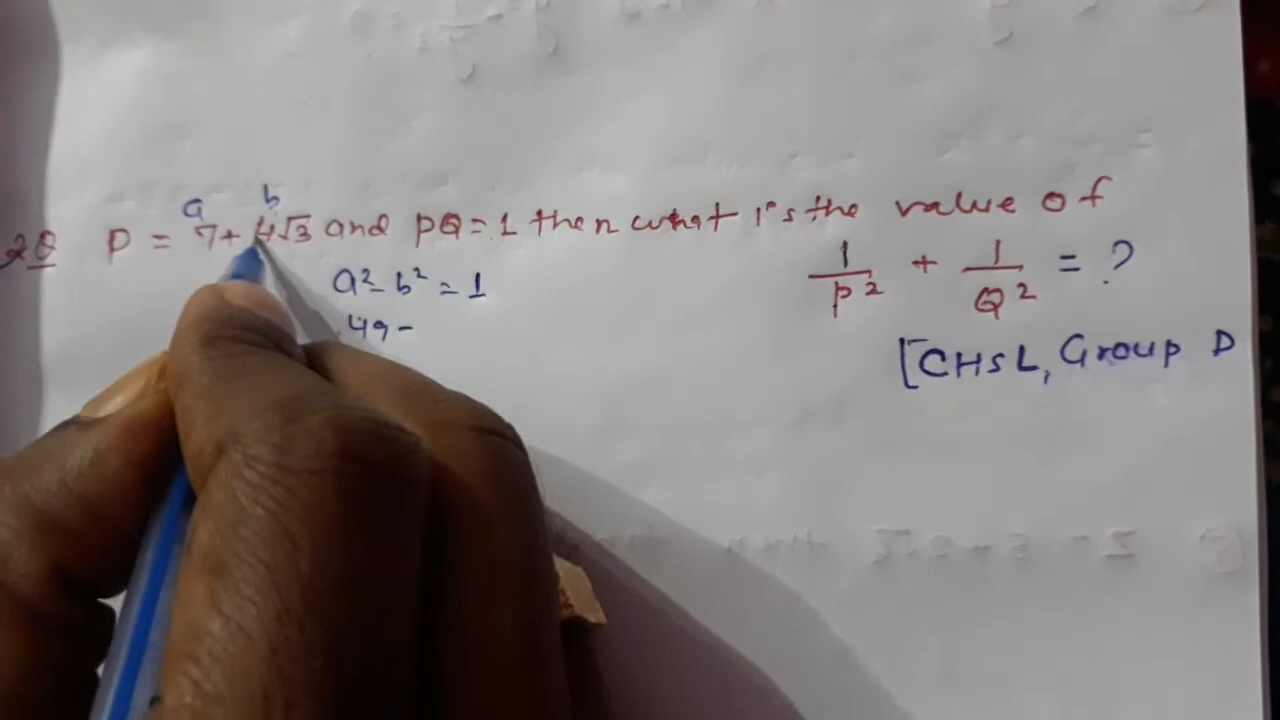 a b
2Q P = 7+4√3 and PQ=1 then what is the value of
1/P² + 1/Q² = ?
a²-b²=1
49-
[CHSL, Group D